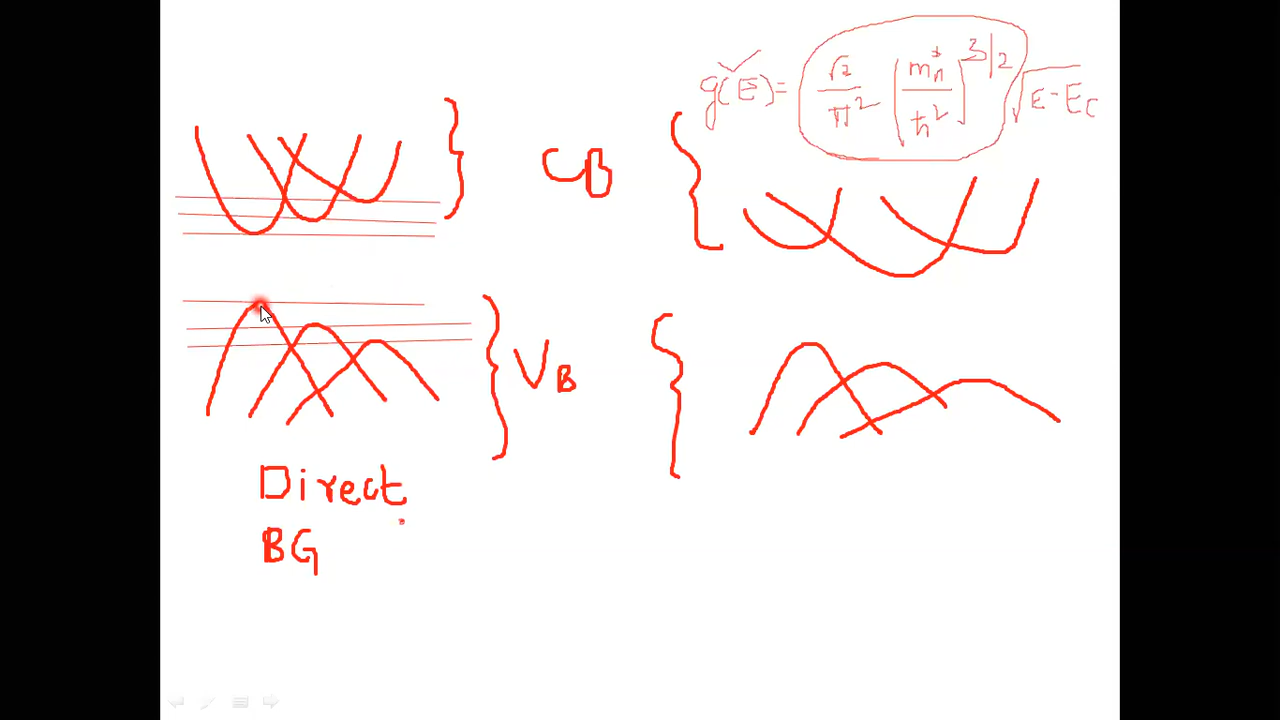 g(E) = √2/π² [m*n/ħ²]^3/2 √E-Ec
CB
VB
Direct
BG